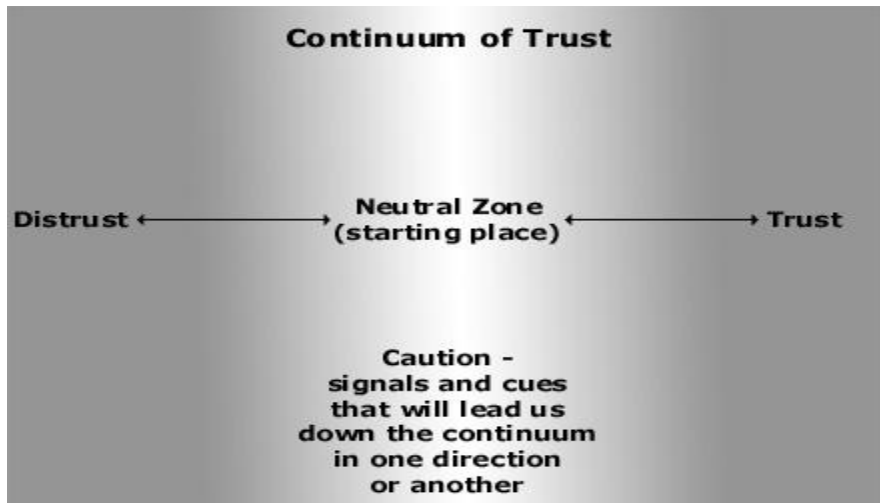 Continuum of Trust
Distrust
Neutral Zone
(starting place)
Trust
Caution -
signals and cues
that will lead us
down the continuum
in one direction
or another